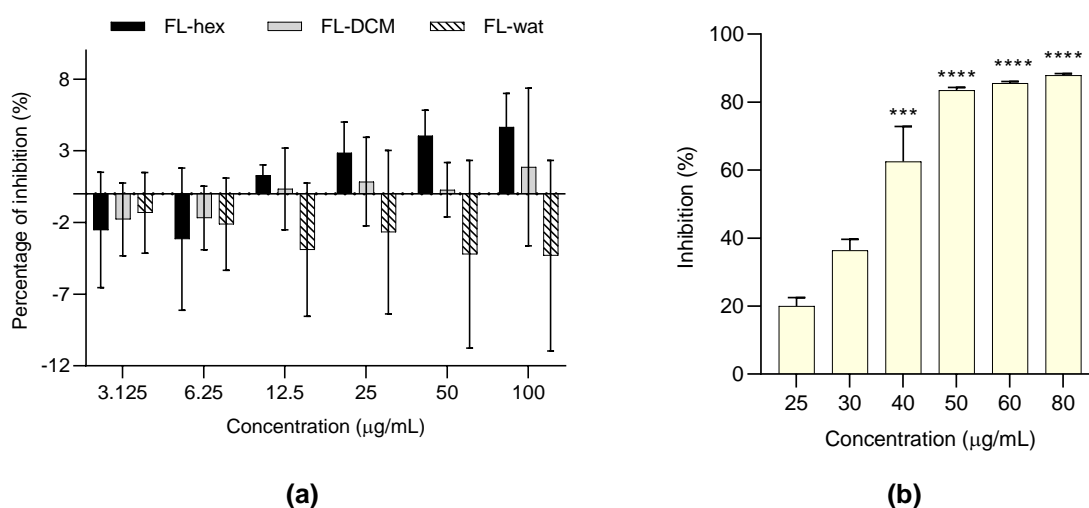 FL-hex FL-DCM FL-wat
Percentage of inhibition (%)
8
3
-2
-7
-12
3.125 6.25 12.5 25 50 100
Concentration (μg/mL)
(a)
Inhibition (%)
100
80
60
40
20
0
*** **** **** ****
25 30 40 50 60 80
Concentration (μg/mL)
(b)